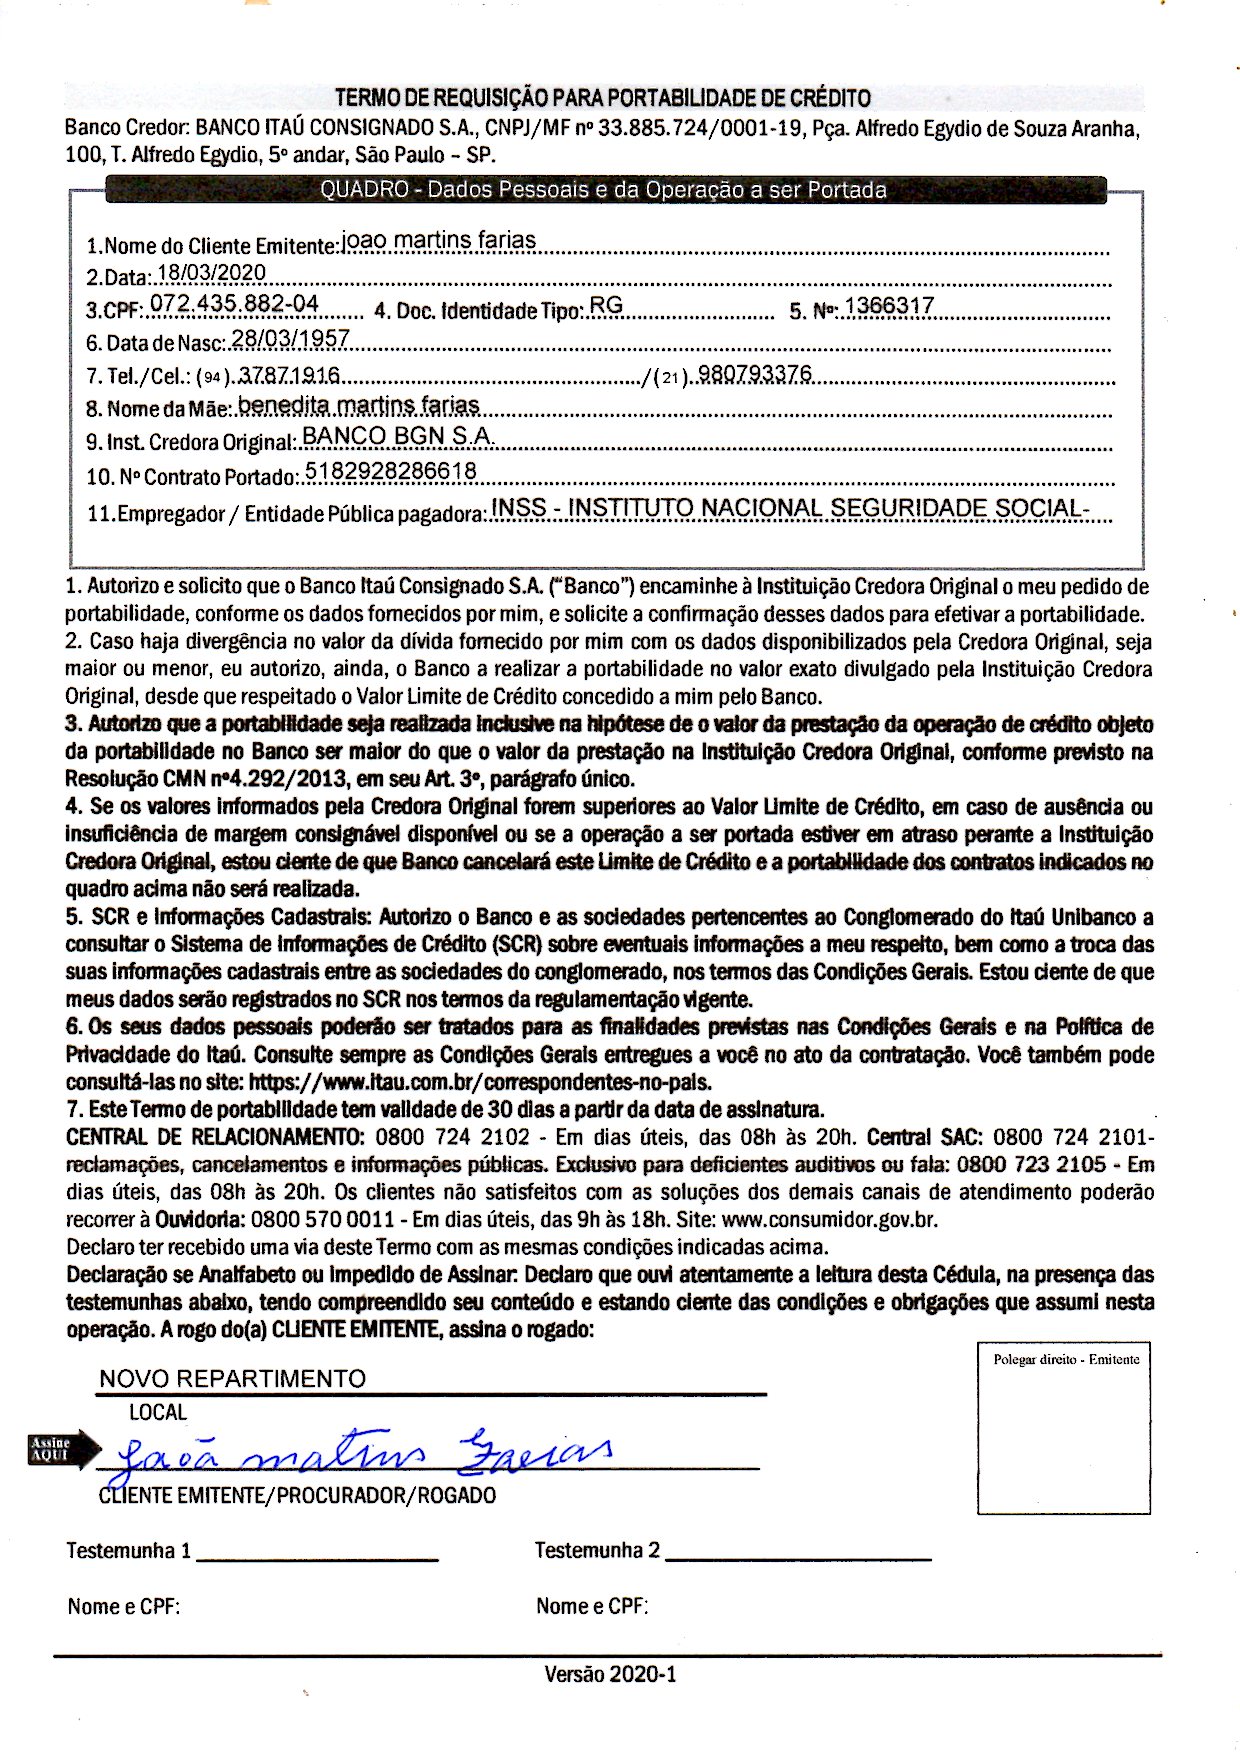 TERMO DE REQUISIÇÃO PARA PORTABILIDADE DE CRÉDITO
Banco Credor: BANCO ITAÚ CONSIGNADO S.A., CNPJ/MF nº 33.885.724/0001-19, Pça. Alfredo Egydio de Souza Aranha,
100, T. Alfredo Egydio, 5º andar, São Paulo – SP.
QUADRO - Dados Pessoais e da Operação a ser Portada
1.Nome do Cliente Emitente: joao martins farias
2.Data: 18/03/2020
3.CPF: 072.435.882-04 4. Doc. Identidade Tipo: RG 5. Nº: 1366317
6. Data de Nasc: 28/03/1957
7. Tel./Cel.: (94) 37871916 /(21) 980793376
8. Nome da Mãe: benedita martins farias
9. Inst. Credora Original: BANCO BGN S.A.
10. Nº Contrato Portado: 5182928286618
11.Empregador / Entidade Pública pagadora: INSS - INSTITUTO NACIONAL SEGURIDADE SOCIAL-
1. Autorizo e solicito que o Banco Itaú Consignado S.A. ("Banco") encaminhe à Instituição Credora Original o meu pedido de
portabilidade, conforme os dados fornecidos por mim, e solicite a confirmação desses dados para efetivar a portabilidade.
2. Caso haja divergência no valor da dívida fornecido por mim com os dados disponibilizados pela Credora Original, seja
maior ou menor, eu autorizo, ainda, o Banco a realizar a portabilidade no valor exato divulgado pela Instituição Credora
Original, desde que respeitado o Valor Limite de Crédito concedido a mim pelo Banco.
3. Autorizo que a portabilidade seja realizada inclusive na hipótese de o valor da prestação da operação de crédito objeto
da portabilidade no Banco ser maior do que o valor da prestação na Instituição Credora Original, conforme previsto na
Resolução CMN nº4.292/2013, em seu Art. 3º, parágrafo único.
4. Se os valores informados pela Credora Original forem superiores ao Valor Limite de Crédito, em caso de ausência ou
insuficiência de margem consignável disponível ou se a operação a ser portada estiver em atraso perante a Instituição
Credora Original, estou ciente de que Banco cancelará este Limite de Crédito e a portabilidade dos contratos indicados no
quadro acima não será realizada.
5. SCR e Informações Cadastrais: Autorizo o Banco e as sociedades pertencentes ao Conglomerado do Itaú Unibanco a
consultar o Sistema de Informações de Crédito (SCR) sobre eventuais informações a meu respeito, bem como a troca das
suas informações cadastrais entre as sociedades do conglomerado, nos termos das Condições Gerais. Estou ciente de que
meus dados serão registrados no SCR nos termos da regulamentação vigente.
6. Os seus dados pessoais poderão ser tratados para as finalidades previstas nas Condições Gerais e na Política de
Privacidade do Itaú. Consulte sempre as Condições Gerais entregues a você no ato da contratação. Você também pode
consultá-las no site: https://www.itau.com.br/correspondentes-no-pais.
7. Este Termo de portabilidade tem validade de 30 dias a partir da data de assinatura.
CENTRAL DE RELACIONAMENTO: 0800 724 2102 - Em dias úteis, das 08h às 20h. Central SAC: 0800 724 2101-
reclamações, cancelamentos e informações públicas. Exclusivo para deficientes auditivos ou fala: 0800 723 2105 - Em
dias úteis, das 08h às 20h. Os clientes não satisfeitos com as soluções dos demais canais de atendimento poderão
recorrer à Ouvidoria: 0800 570 0011 - Em dias úteis, das 9h às 18h. Site: www.consumidor.gov.br.
Declaro ter recebido uma via deste Termo com as mesmas condições indicadas acima.
Declaração se Analfabeto ou Impedido de Assinar: Declaro que ouvi atentamente a leitura desta Cédula, na presença das
testemunhas abaixo, tendo compreendido seu conteúdo e estando ciente das condições e obrigações que assumi nesta
operação. A rogo do(a) CLIENTE EMITENTE, assina o rogado:
Polegar direito - Emitente
NOVO REPARTIMENTO
LOCAL
Assine
AQUI
João matins Farias
CLIENTE EMITENTE/PROCURADOR/ROGADO
Testemunha 1 Testemunha 2
Nome e CPF: Nome e CPF:
Versão 2020-1